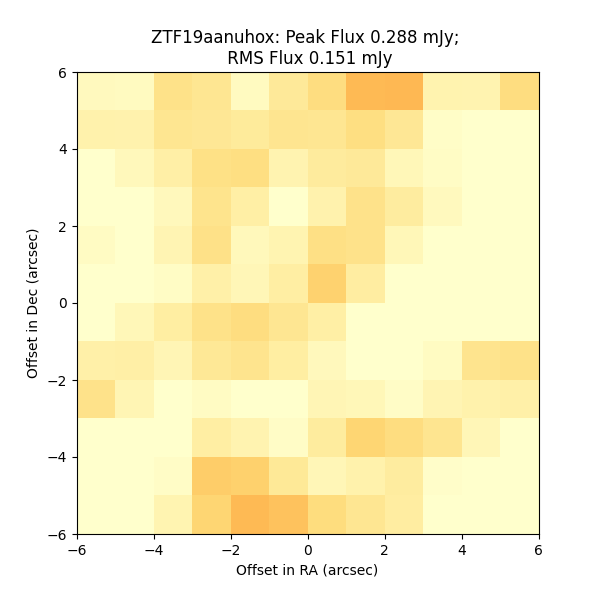 ZTF19aanuhox: Peak Flux 0.288 mJy;
RMS Flux 0.151 mJy
6
4
2
0
−2
−4
−6
Offset in Dec (arcsec)
−6 −4 −2 0 2 4 6
Offset in RA (arcsec)